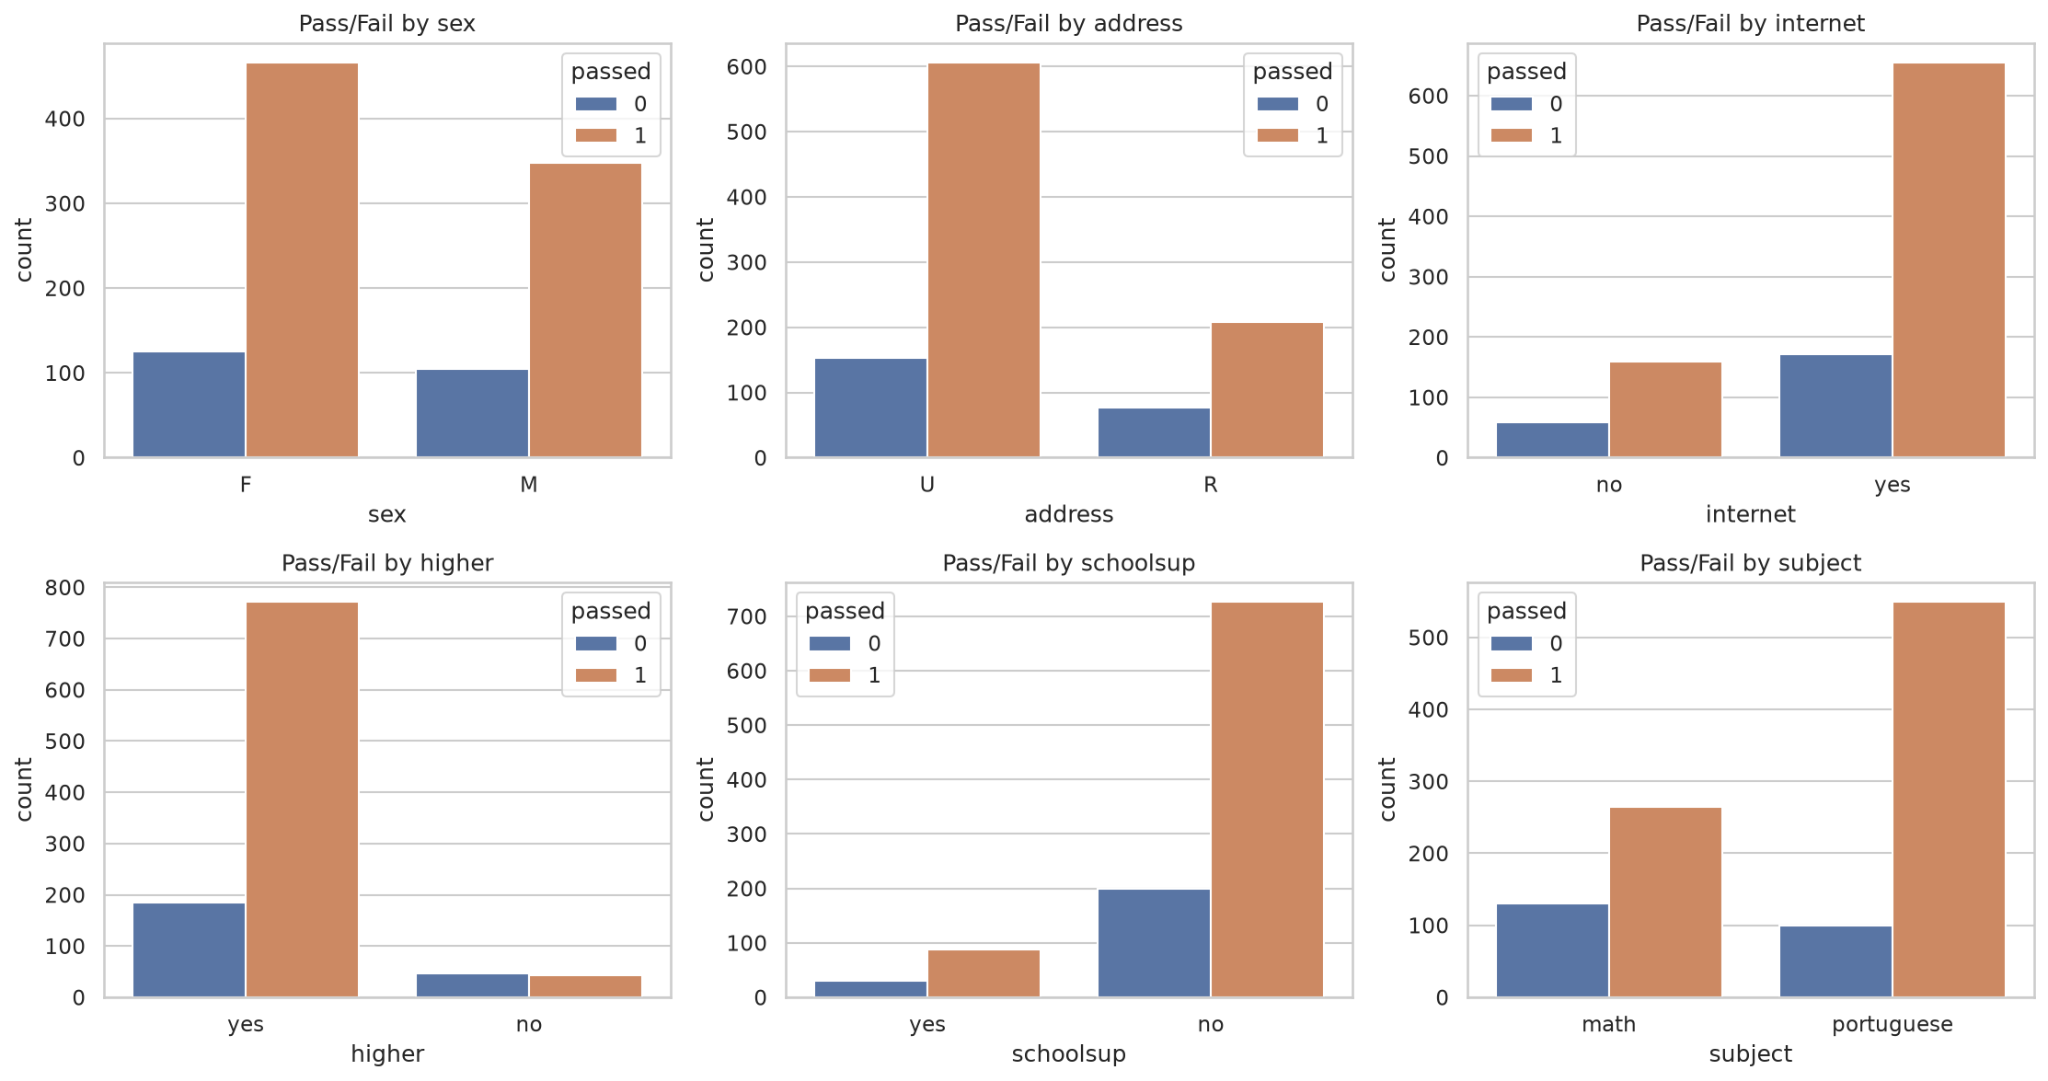 Pass/Fail by sex
count
400
300
200
100
0
passed
0
1
F
M
sex
Pass/Fail by address
count
600
500
400
300
200
100
0
passed
0
1
U
R
address
Pass/Fail by internet
count
600
500
400
300
200
100
0
passed
0
1
no
yes
internet
Pass/Fail by higher
count
800
700
600
500
400
300
200
100
0
passed
0
1
yes
no
higher
Pass/Fail by schoolsup
count
700
600
500
400
300
200
100
0
passed
0
1
yes
no
schoolsup
Pass/Fail by subject
count
500
400
300
200
100
0
passed
0
1
math
portuguese
subject